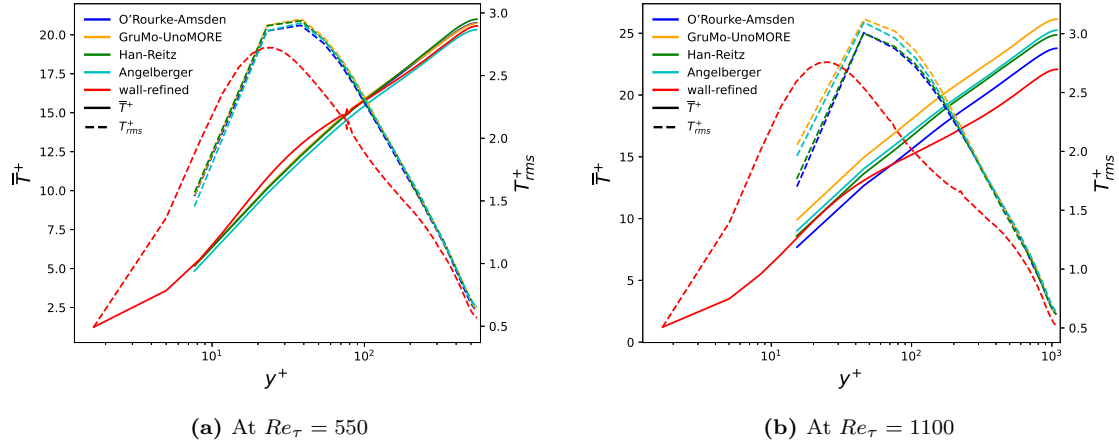 O'Rourke-Amsden
GruMo-UnoMORE
Han-Reitz
Angelberger
wall-refined
T̅⁺
T⁺rms
20.0
17.5
15.0
12.5
10.0
7.5
5.0
2.5
T̅⁺
3.0
2.5
2.0
1.5
1.0
0.5
T⁺rms
10¹
10²
y⁺
(a) At Reτ = 550
O'Rourke-Amsden
GruMo-UnoMORE
Han-Reitz
Angelberger
wall-refined
T̅⁺
T⁺rms
25
20
15
10
5
0
T̅⁺
3.0
2.5
2.0
1.5
1.0
0.5
T⁺rms
10¹
10²
10³
y⁺
(b) At Reτ = 1100